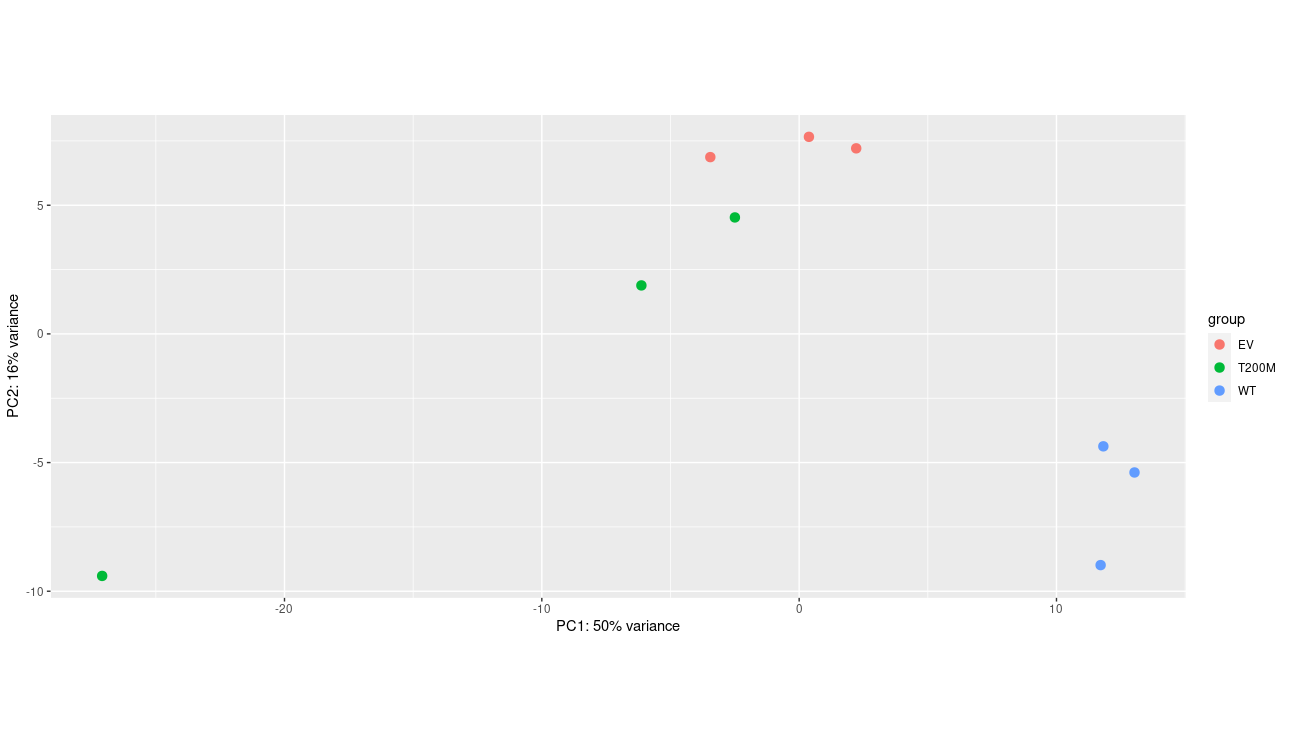 5
0
-5
-10
-20
-10
0
10
PC1: 50% variance
PC2: 16% variance
group
EV
T200M
WT